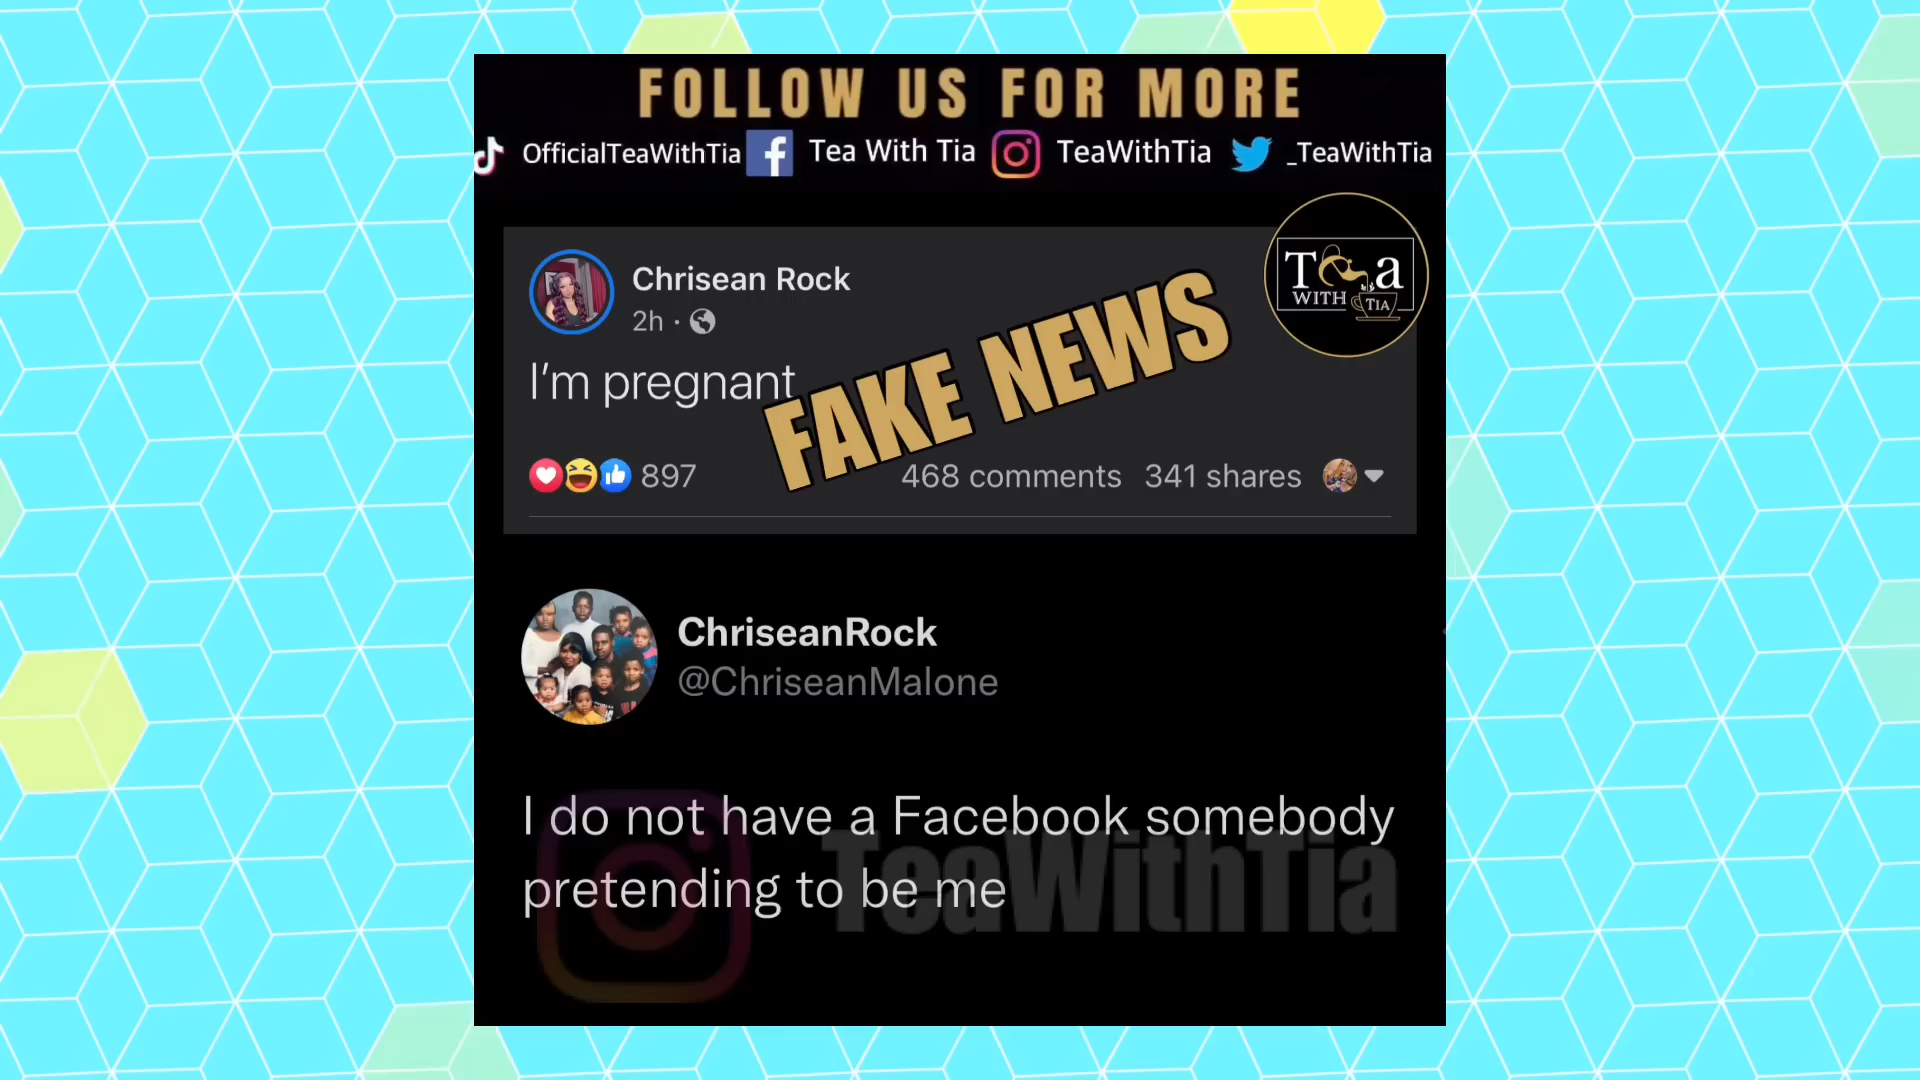 FOLLOW US FOR MORE
OfficialTeaWithTia Tea With Tia TeaWithTia _TeaWithTia
Tea
WITH TIA
Chrisean Rock
2h ·
I'm pregnant
FAKE NEWS
897 468 comments 341 shares
ChriseanRock
@ChriseanMalone
I do not have a Facebook somebody
pretending to be me
TeaWithTia